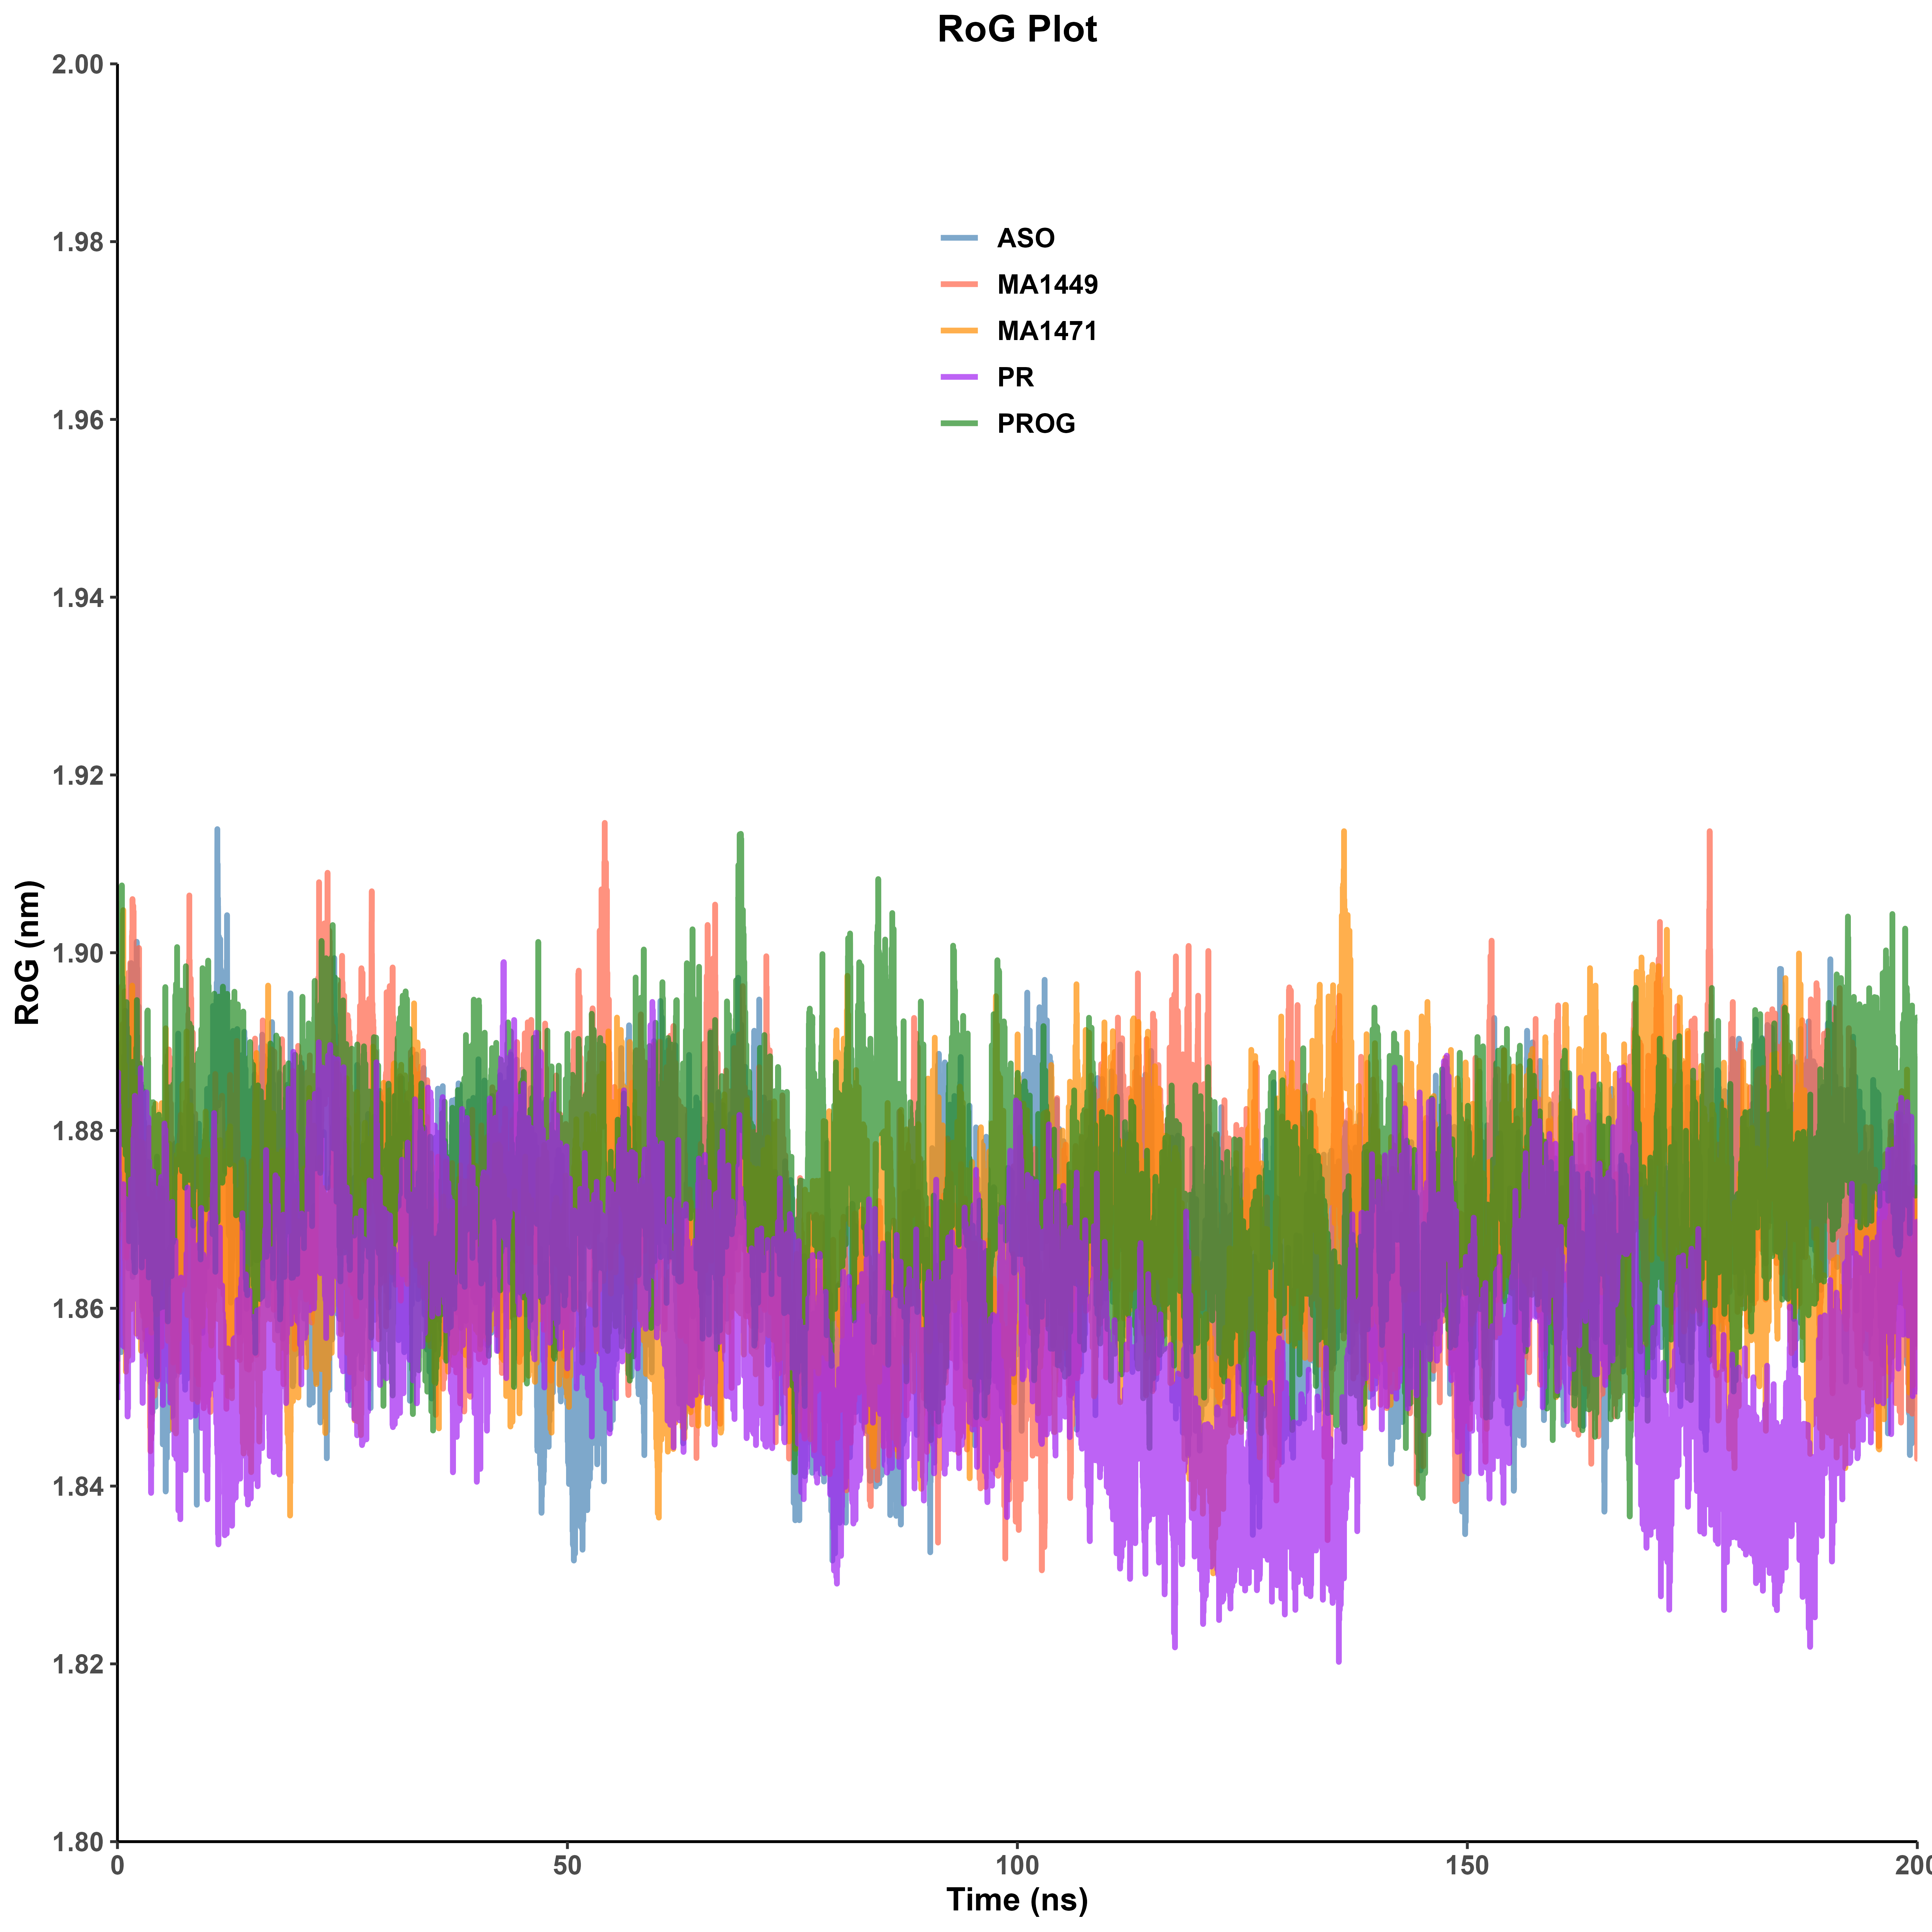 RoG Plot
2.00
1.98
1.96
1.94
1.92
1.90
1.88
1.86
1.84
1.82
1.80
RoG (nm)
ASO
MA1449
MA1471
PR
PROG
0 50 100 150 200
Time (ns)